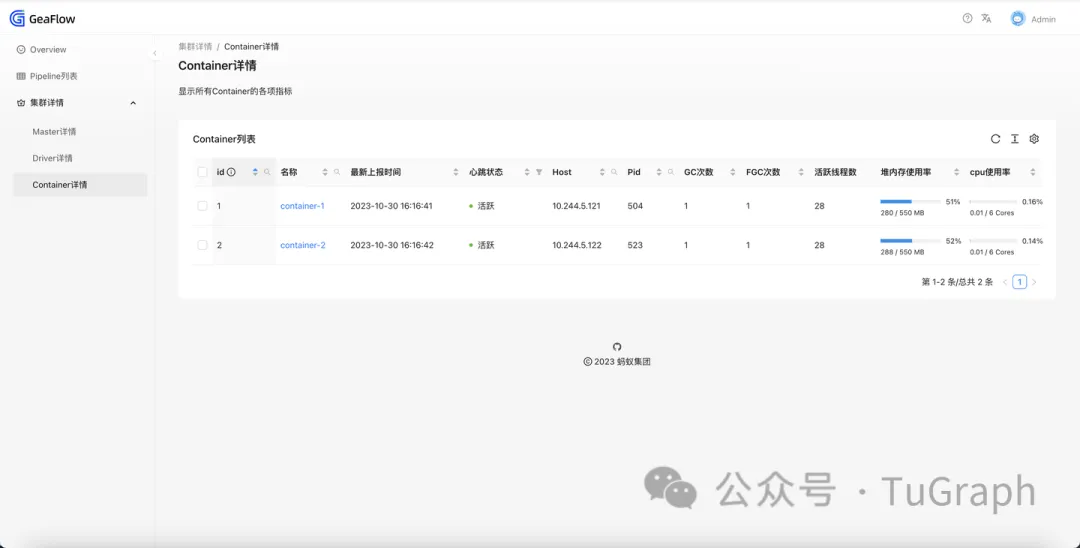 GeaFlow
Admin
Overview
Pipeline列表
集群详情
Master详情
Driver详情
Container详情
集群详情 / Container详情
Container详情
显示所有Container的各项指标
Container列表
id 名称 最新上报时间 心跳状态 Host Pid GC次数 FGC次数 活跃线程数 堆内存使用率 cpu使用率
1 container-1 2023-10-30 16:16:41 活跃 10.244.5.121 504 1 1 28 51% 0.16%
280 / 550 MB 0.01 / 6 Cores
2 container-2 2023-10-30 16:16:42 活跃 10.244.5.122 523 1 1 28 52% 0.14%
288 / 550 MB 0.01 / 6 Cores
第 1-2 条/总共 2 条 1
© 2023 蚂蚁集团
公众号 · TuGraph